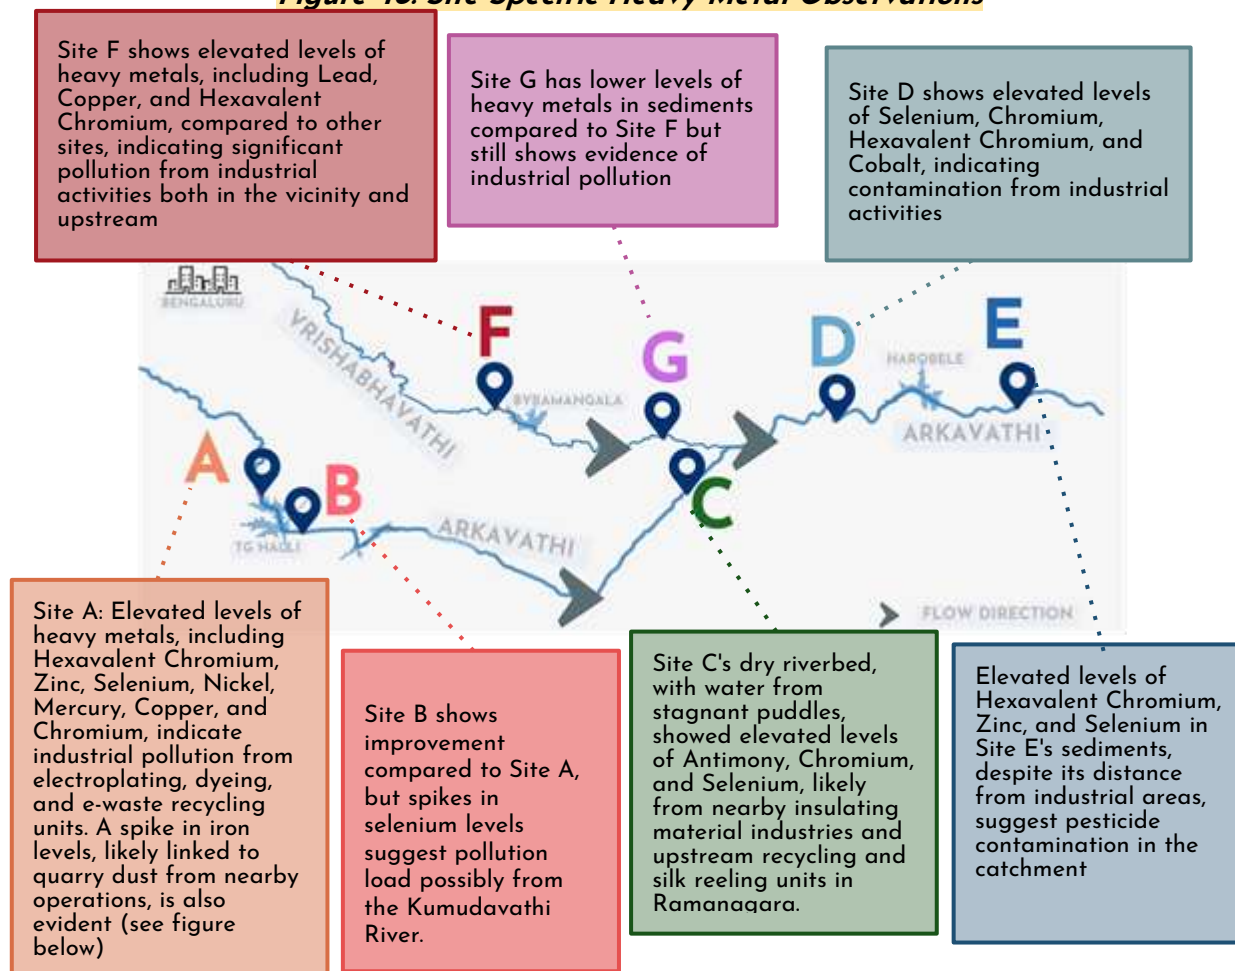 Figure 46: Site-Specific Heavy Metal Observations
Site F shows elevated levels of
heavy metals, including Lead,
Copper, and Hexavalent
Chromium, compared to other
sites, indicating significant
pollution from industrial
activities both in the vicinity and
upstream
Site G has lower levels of
heavy metals in sediments
compared to Site F but
still shows evidence of
industrial pollution
Site D shows elevated levels
of Selenium, Chromium,
Hexavalent Chromium, and
Cobalt, indicating
contamination from industrial
activities
BENGALURU
VRISHABHAVATHI
F
BYRAMANGALA
G
D
HAROBELE
E
ARKAVATHI
A
B
TG HALLI
ARKAVATHI
C
FLOW DIRECTION
Site A: Elevated levels of
heavy metals, including
Hexavalent Chromium,
Zinc, Selenium, Nickel,
Mercury, Copper, and
Chromium, indicate
industrial pollution from
electroplating, dyeing,
and e-waste recycling
units. A spike in iron
levels, likely linked to
quarry dust from nearby
operations, is also
evident (see figure
below)
Site B shows
improvement
compared to Site A,
but spikes in
selenium levels
suggest pollution
load possibly from
the Kumudavathi
River.
Site C's dry riverbed,
with water from
stagnant puddles,
showed elevated levels
of Antimony, Chromium,
and Selenium, likely
from nearby insulating
material industries and
upstream recycling and
silk reeling units in
Ramanagara.
Elevated levels of
Hexavalent Chromium,
Zinc, and Selenium in
Site E's sediments,
despite its distance
from industrial areas,
suggest pesticide
contamination in the
catchment